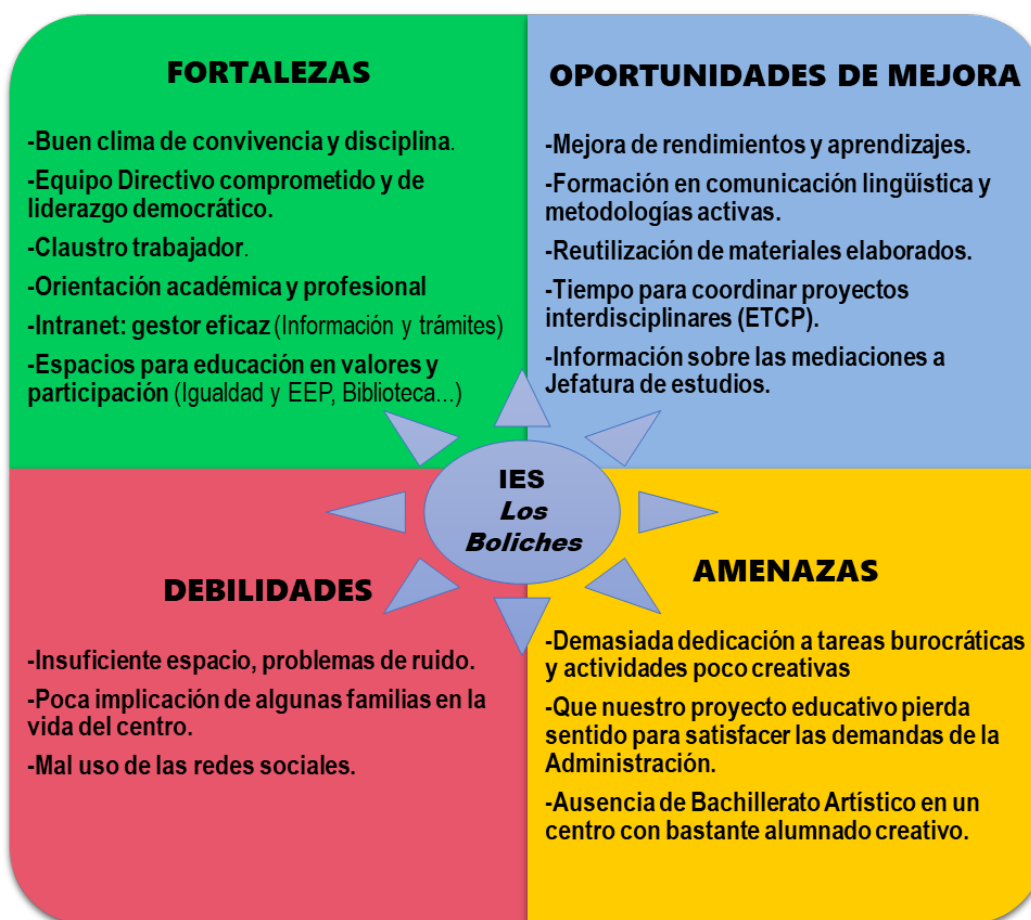 FORTALEZAS
-Buen clima de convivencia y disciplina.
-Equipo Directivo comprometido y de
liderazgo democrático.
-Claustro trabajador.
-Orientación académica y profesional
-Intranet: gestor eficaz (Información y trámites)
-Espacios para educación en valores y
participación (Igualdad y EEP, Biblioteca...)
OPORTUNIDADES DE MEJORA
-Mejora de rendimientos y aprendizajes.
-Formación en comunicación lingüística y
metodologías activas.
-Reutilización de materiales elaborados.
-Tiempo para coordinar proyectos
interdisciplinares (ETCP).
-Información sobre las mediaciones a
Jefatura de estudios.
IES
Los
Boliches
DEBILIDADES
-Insuficiente espacio, problemas de ruido.
-Poca implicación de algunas familias en la
vida del centro.
-Mal uso de las redes sociales.
AMENAZAS
-Demasiada dedicación a tareas burocráticas
y actividades poco creativas
-Que nuestro proyecto educativo pierda
sentido para satisfacer las demandas de la
Administración.
-Ausencia de Bachillerato Artístico en un
centro con bastante alumnado creativo.